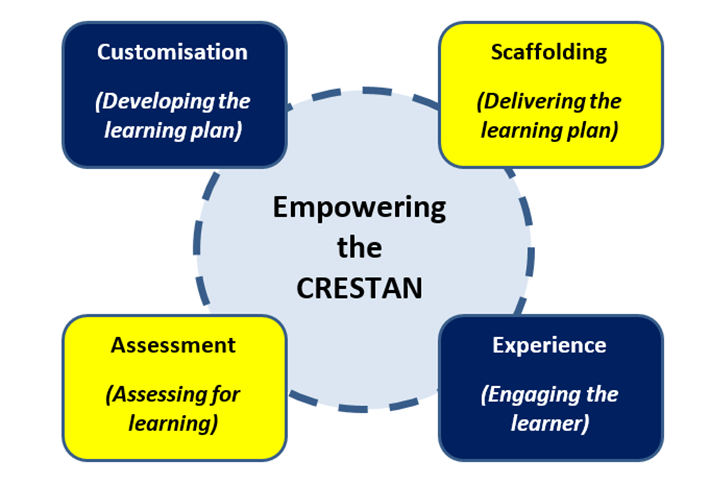 Customisation
(Developing the
learning plan)
Scaffolding
(Delivering the
learning plan)
Empowering
the
CRESTAN
Assessment
(Assessing for
learning)
Experience
(Engaging the
learner)